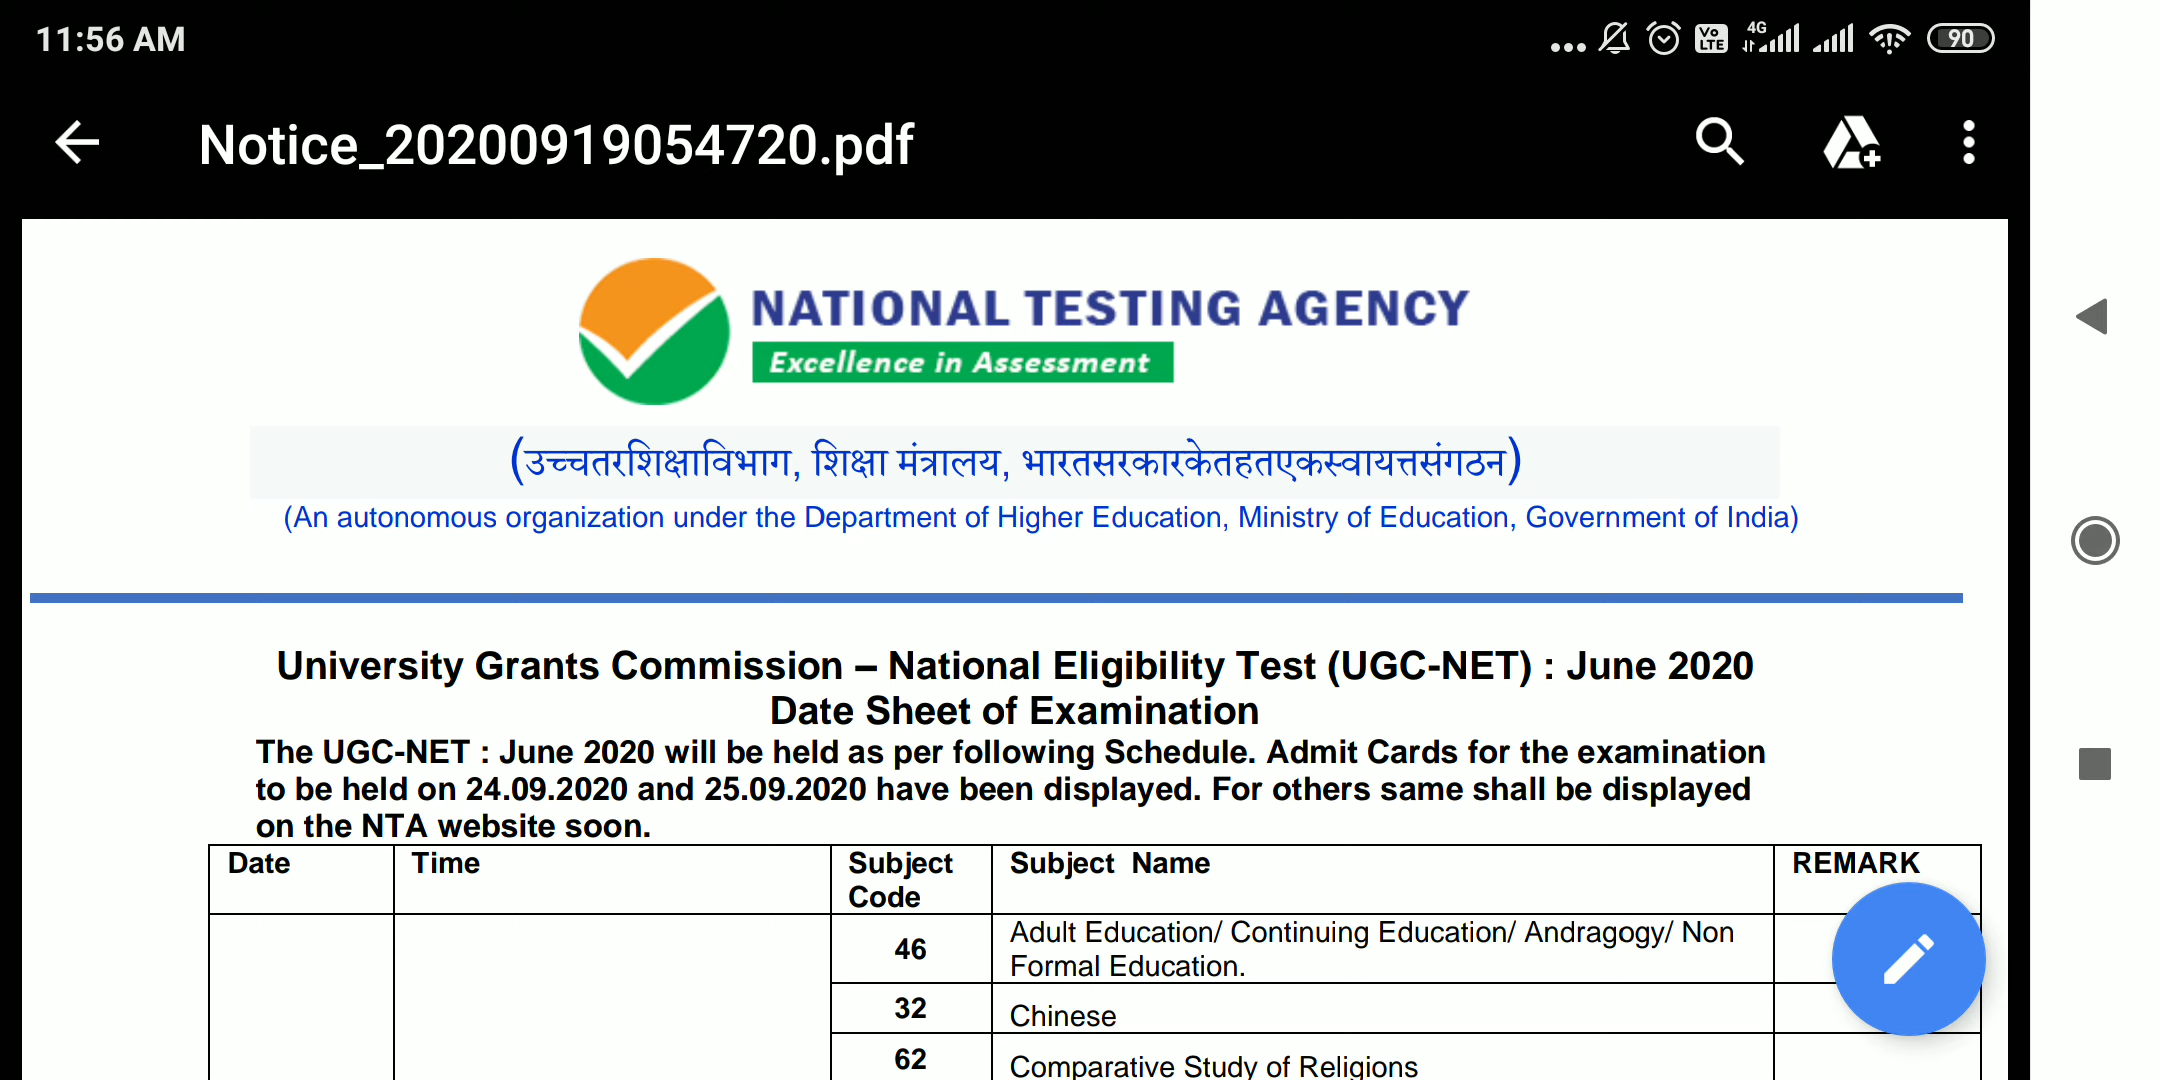 11:56 AM
Vo LTE 4G 90
Notice_20200919054720.pdf
NATIONAL TESTING AGENCY
Excellence in Assessment
(उच्चतरशिक्षाविभाग, शिक्षा मंत्रालय, भारतसरकारकेतहतएकस्वायत्तसंगठन)
(An autonomous organization under the Department of Higher Education, Ministry of Education, Government of India)
University Grants Commission – National Eligibility Test (UGC-NET) : June 2020
Date Sheet of Examination
The UGC-NET : June 2020 will be held as per following Schedule. Admit Cards for the examination
to be held on 24.09.2020 and 25.09.2020 have been displayed. For others same shall be displayed
on the NTA website soon.
Date Time Subject Code Subject Name REMARK
46 Adult Education/ Continuing Education/ Andragogy/ Non
Formal Education.
32 Chinese
62 Comparative Study of Religions